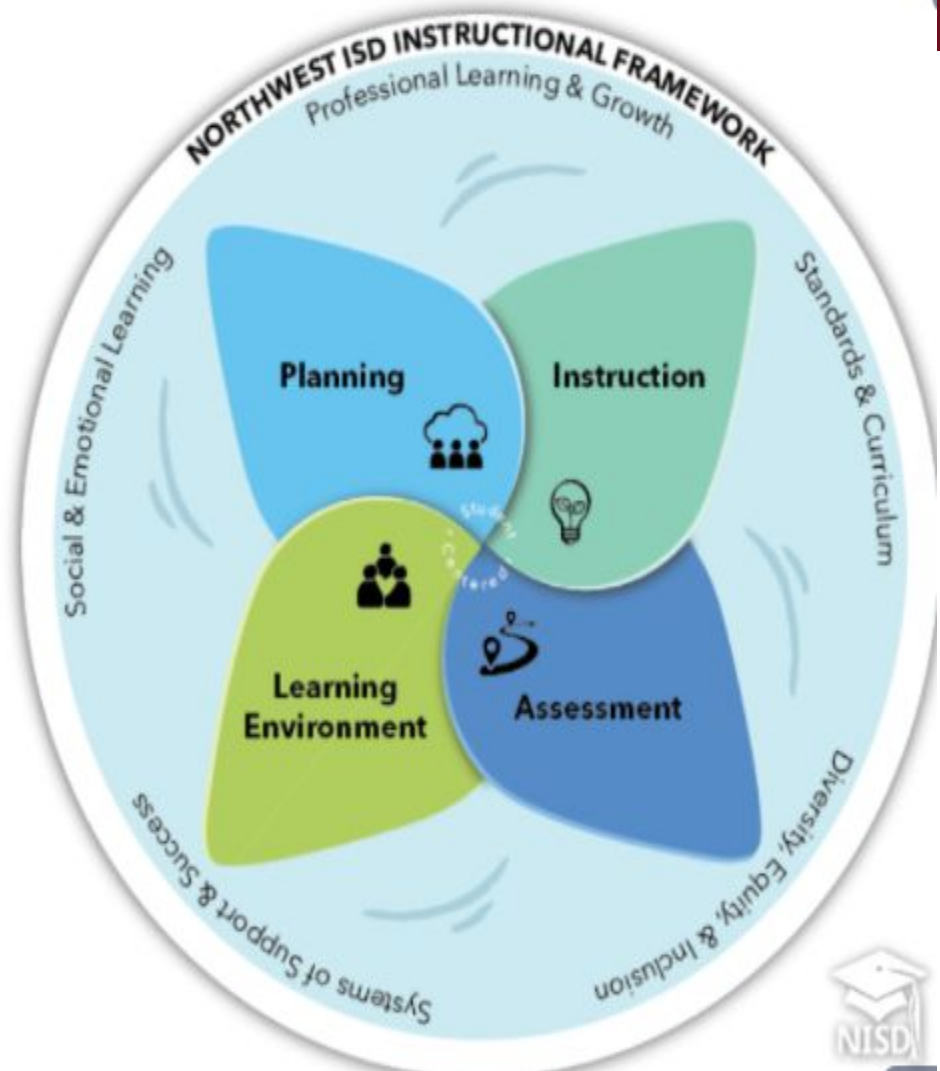 NORTHWEST ISD INSTRUCTIONAL FRAMEWORK
Professional Learning & Growth
Standards & Curriculum
Diversity, Equity, & Inclusion
Systems of Support & Success
Social & Emotional Learning
Planning
Instruction
Student
Centered
Learning
Environment
Assessment
NISD